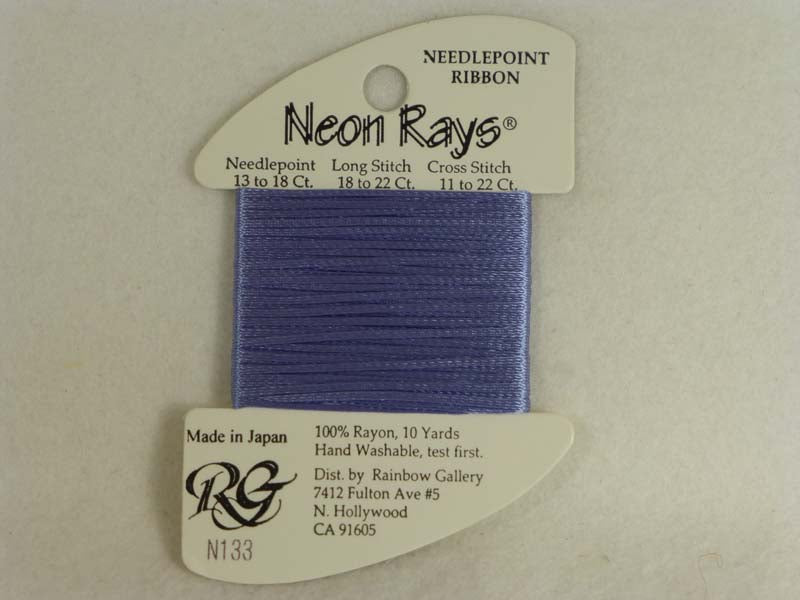 NEEDLEPOINT
RIBBON
Neon Rays®
Needlepoint Long Stitch Cross Stitch
13 to 18 Ct. 18 to 22 Ct. 11 to 22 Ct.
Made in Japan
100% Rayon, 10 Yards
Hand Washable, test first.
RG
Dist. by Rainbow Gallery
7412 Fulton Ave #5
N. Hollywood
CA 91605
N133